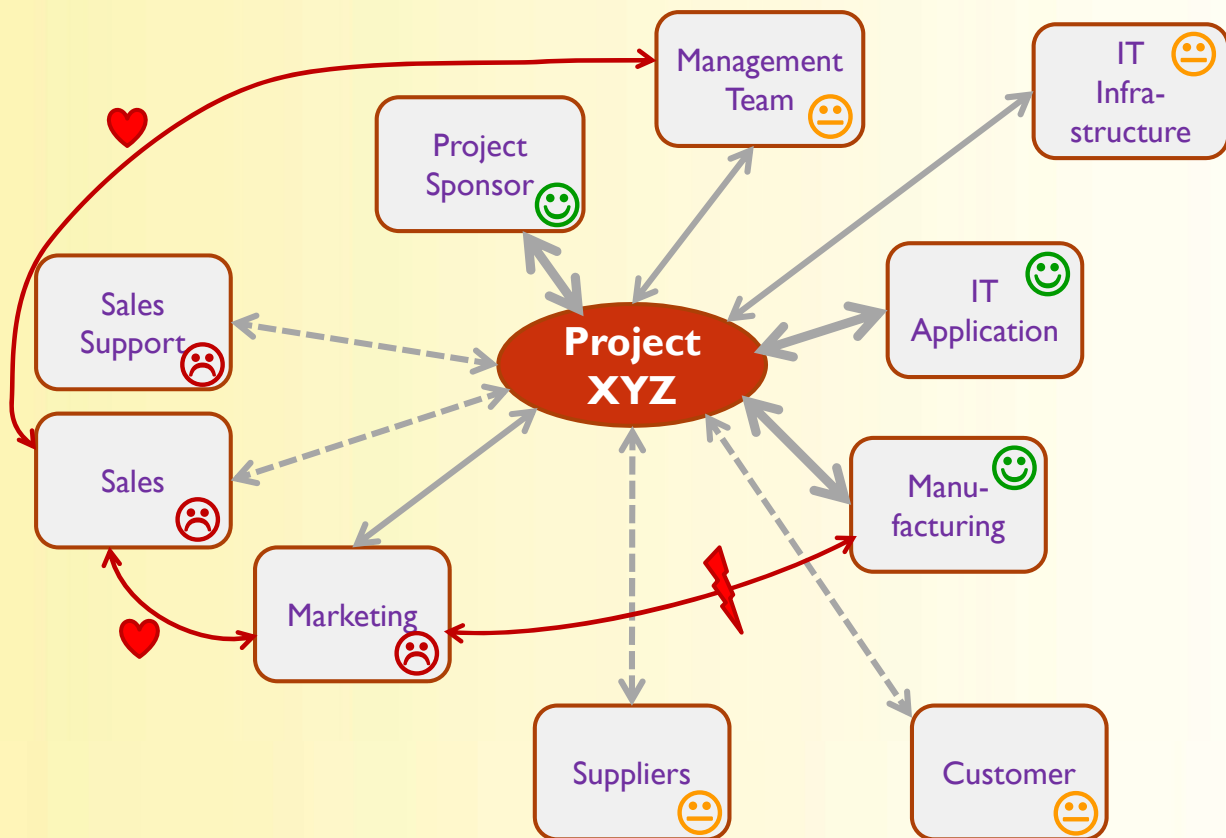 Management
Team
IT
Infra-
structure
Project
Sponsor
Sales
Support
IT
Application
Project
XYZ
Sales
Manu-
facturing
Marketing
Suppliers
Customer